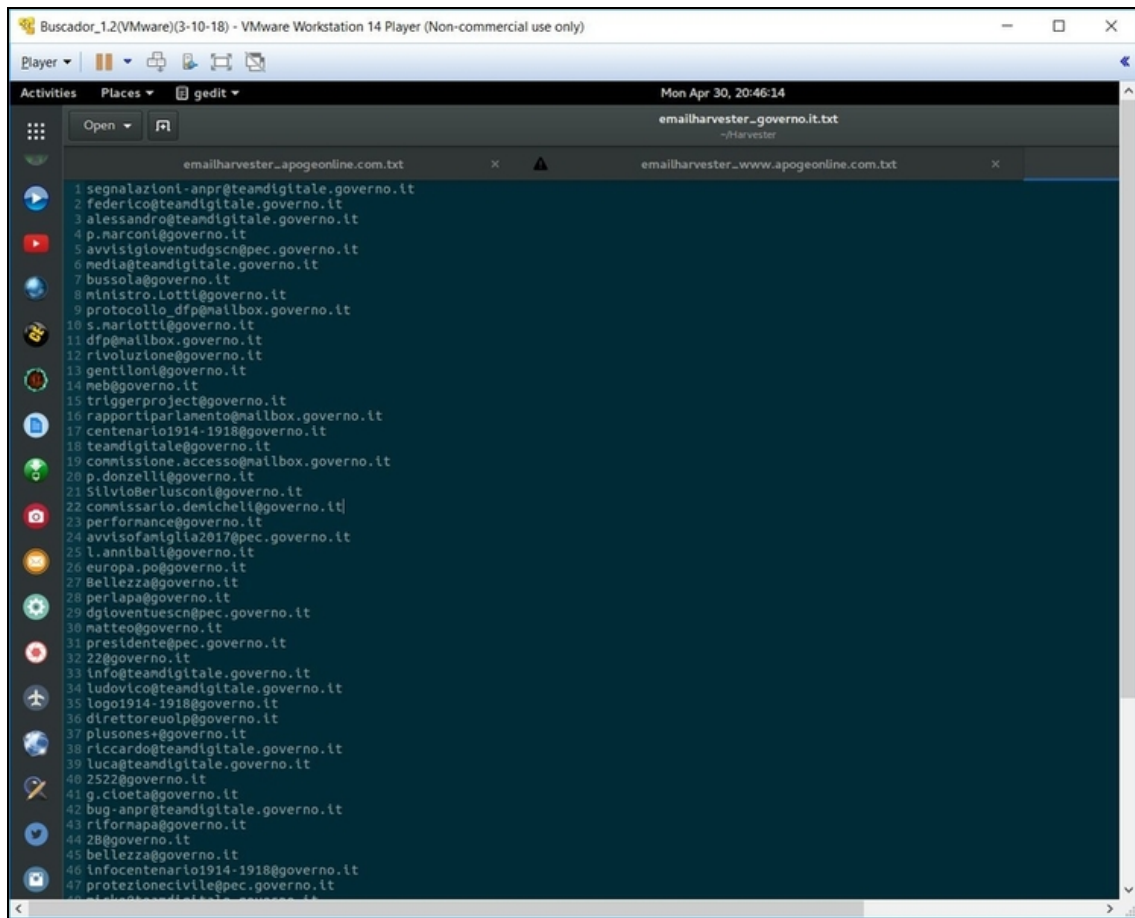 Buscador_1.2(VMware)(3-10-18) - VMware Workstation 14 Player (Non-commercial use only)
Player
Activities Places gedit Mon Apr 30, 20:46:14
Open emailharvester_governo.it.txt
~/Harvester
emailharvester_apogeonline.com.txt emailharvester_www.apogeonline.com.txt
1 segnalazioni-anpr@teamdigitale.governo.it
2 federico@teamdigitale.governo.it
3 alessandro@teamdigitale.governo.it
4 p.marconi@governo.it
5 avvisigioventudgscn@pec.governo.it
6 media@teamdigitale.governo.it
7 bussola@governo.it
8 ministro.Lotti@governo.it
9 protocollo_dfp@mailbox.governo.it
10 s.mariotti@governo.it
11 dfp@mailbox.governo.it
12 rivoluzione@governo.it
13 gentiloni@governo.it
14 meb@governo.it
15 triggerproject@governo.it
16 rapportiparlamento@mailbox.governo.it
17 centenario1914-1918@governo.it
18 teamdigitale@governo.it
19 commissione.accesso@mailbox.governo.it
20 p.donzelli@governo.it
21 SilvioBerlusconi@governo.it
22 commissario.demicheli@governo.it
23 performance@governo.it
24 avvisofamiglia2017@pec.governo.it
25 l.annibali@governo.it
26 europa.po@governo.it
27 Bellezza@governo.it
28 perlapa@governo.it
29 dgioventuescn@pec.governo.it
30 matteo@governo.it
31 presidente@pec.governo.it
32 22@governo.it
33 info@teamdigitale.governo.it
34 ludovico@teamdigitale.governo.it
35 logo1914-1918@governo.it
36 direttoreuolp@governo.it
37 plusones+@governo.it
38 riccardo@teamdigitale.governo.it
39 luca@teamdigitale.governo.it
40 2522@governo.it
41 g.cioeta@governo.it
42 bug-anpr@teamdigitale.governo.it
43 riformapa@governo.it
44 2B@governo.it
45 bellezza@governo.it
46 infocentenario1914-1918@governo.it
47 protezionecivile@pec.governo.it